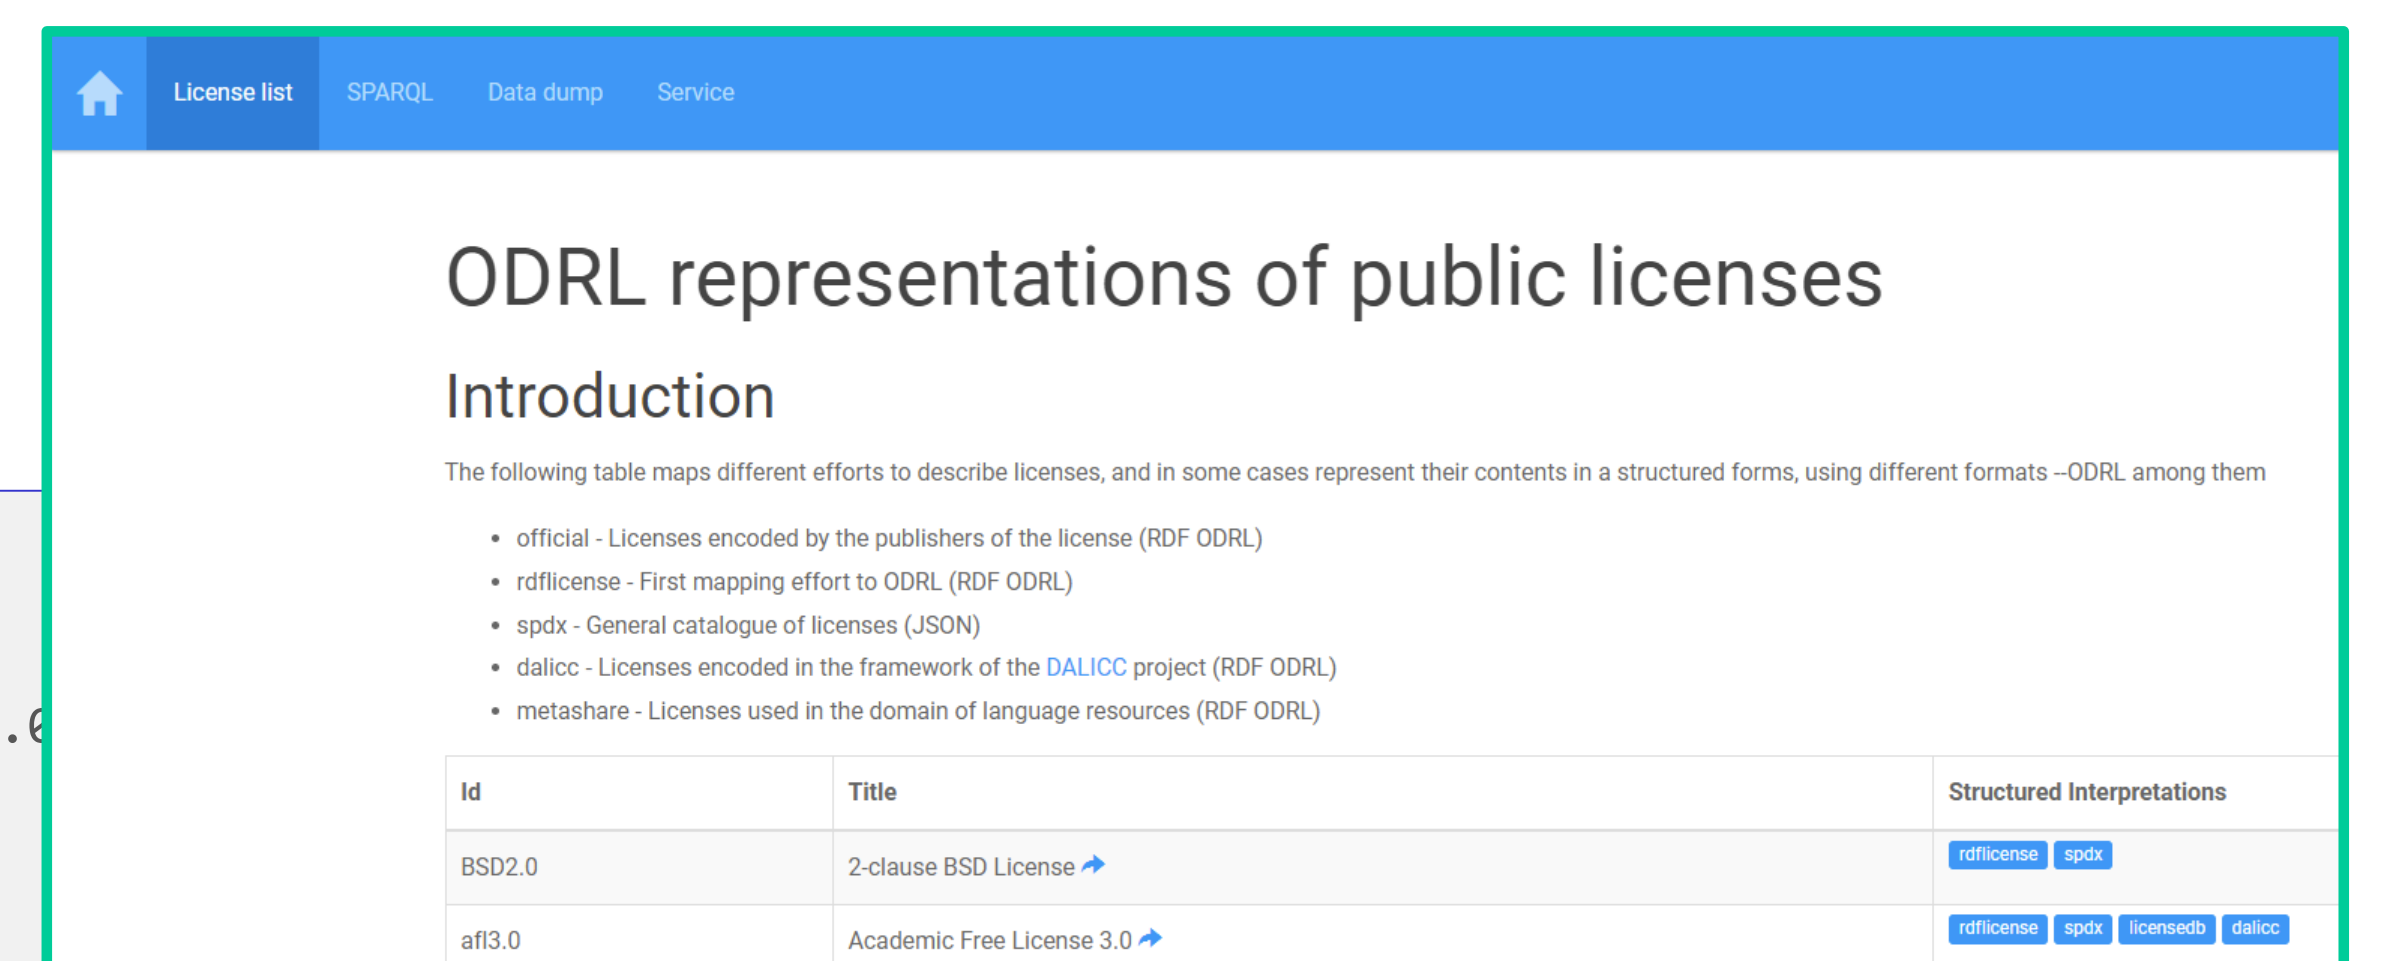 License list SPARQL Data dump Service
ODRL representations of public licenses
Introduction
The following table maps different efforts to describe licenses, and in some cases represent their contents in a structured forms, using different formats --ODRL among them
• official - Licenses encoded by the publishers of the license (RDF ODRL)
• rdflicense - First mapping effort to ODRL (RDF ODRL)
• spdx - General catalogue of licenses (JSON)
• dalicc - Licenses encoded in the framework of the DALICC project (RDF ODRL)
• metashare - Licenses used in the domain of language resources (RDF ODRL)
Id Title Structured Interpretations
BSD2.0 2-clause BSD License rdflicense spdx
afl3.0 Academic Free License 3.0 rdflicense spdx licensedb dalicc